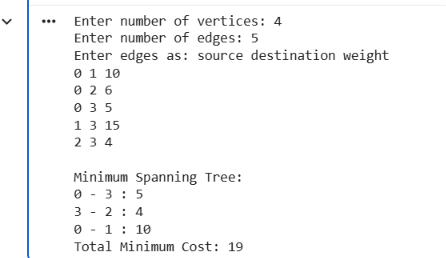 Enter number of vertices: 4
Enter number of edges: 5
Enter edges as: source destination weight
0 1 10
0 2 6
0 3 5
1 3 15
2 3 4
Minimum Spanning Tree:
0 - 3 : 5
3 - 2 : 4
0 - 1 : 10
Total Minimum Cost: 19